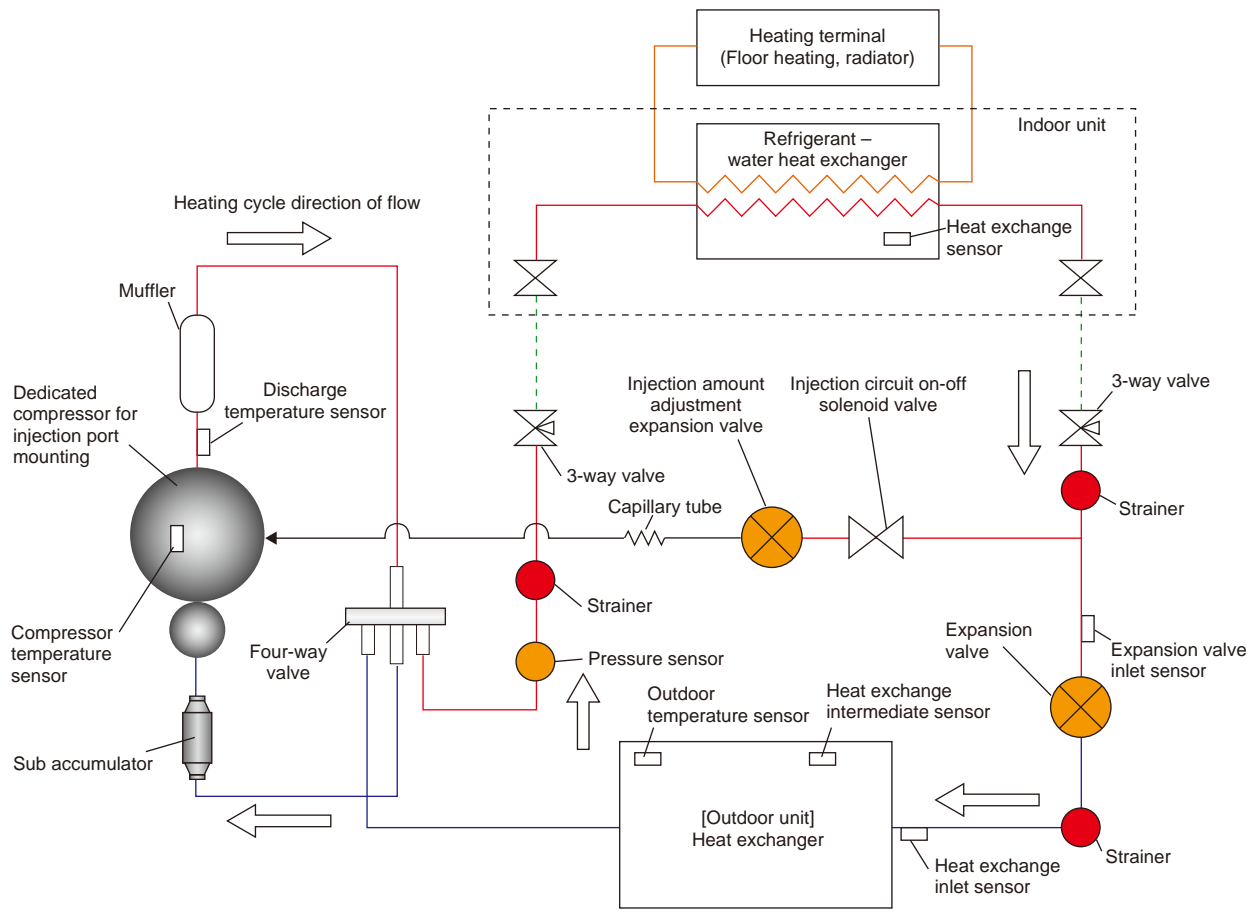 Heating terminal
(Floor heating, radiator)
Indoor unit
Refrigerant –
water heat exchanger
Heating cycle direction of flow
Heat exchange
sensor
Muffler
Discharge
temperature sensor
Dedicated
compressor for
injection port
mounting
Injection amount
adjustment
expansion valve
Injection circuit on-off
solenoid valve
3-way valve
3-way valve
Capillary tube
Strainer
Strainer
Compressor
temperature
sensor
Four-way
valve
Pressure sensor
Expansion
valve
Expansion valve
inlet sensor
Outdoor
temperature sensor
Heat exchange
intermediate sensor
Sub accumulator
[Outdoor unit]
Heat exchanger
Heat exchange
inlet sensor
Strainer